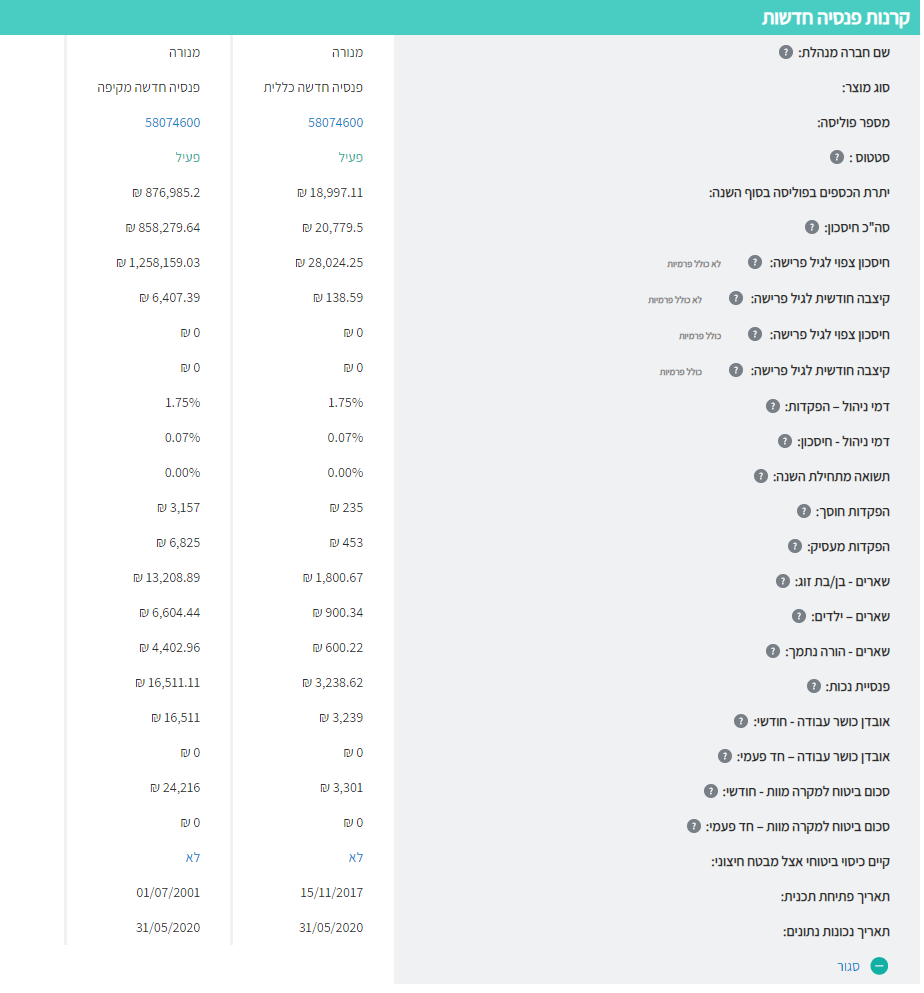 קרנות פנסיה חדשות
שם חברה מנהלת: ? מנורה מנורה
סוג מוצר: פנסיה חדשה כללית פנסיה חדשה מקיפה
מספר פוליסה: 58074600 58074600
סטטוס : ? פעיל פעיל
יתרת הכספים בפוליסה בסוף השנה: 18,997.11 ₪ 876,985.2 ₪
סה"כ חיסכון: ? 20,779.5 ₪ 858,279.64 ₪
חיסכון צפוי לגיל פרישה: ? לא כולל פרמיות 28,024.25 ₪ 1,258,159.03 ₪
קיצבה חודשית לגיל פרישה: ? לא כולל פרמיות 138.59 ₪ 6,407.39 ₪
חיסכון צפוי לגיל פרישה: ? כולל פרמיות 0 ₪ 0 ₪
קיצבה חודשית לגיל פרישה: ? כולל פרמיות 0 ₪ 0 ₪
דמי ניהול – הפקדות: ? 1.75% 1.75%
דמי ניהול - חיסכון: ? 0.07% 0.07%
תשואה מתחילת השנה: ? 0.00% 0.00%
הפקדות חוסך: ? 235 ₪ 3,157 ₪
הפקדות מעסיק: ? 453 ₪ 6,825 ₪
שארים - בן/בת זוג: ? 1,800.67 ₪ 13,208.89 ₪
שארים – ילדים: ? 900.34 ₪ 6,604.44 ₪
שארים - הורה נתמך: ? 600.22 ₪ 4,402.96 ₪
פנסיית נכות: ? 3,238.62 ₪ 16,511.11 ₪
אובדן כושר עבודה - חודשי: ? 3,239 ₪ 16,511 ₪
אובדן כושר עבודה – חד פעמי: ? 0 ₪ 0 ₪
סכום ביטוח למקרה מוות - חודשי: ? 3,301 ₪ 24,216 ₪
סכום ביטוח למקרה מוות – חד פעמי: ? 0 ₪ 0 ₪
קיים כיסוי ביטוחי אצל מבטח חיצוני: לא לא
תאריך פתיחת תכנית: 15/11/2017 01/07/2001
תאריך נכונות נתונים: 31/05/2020 31/05/2020
סגור